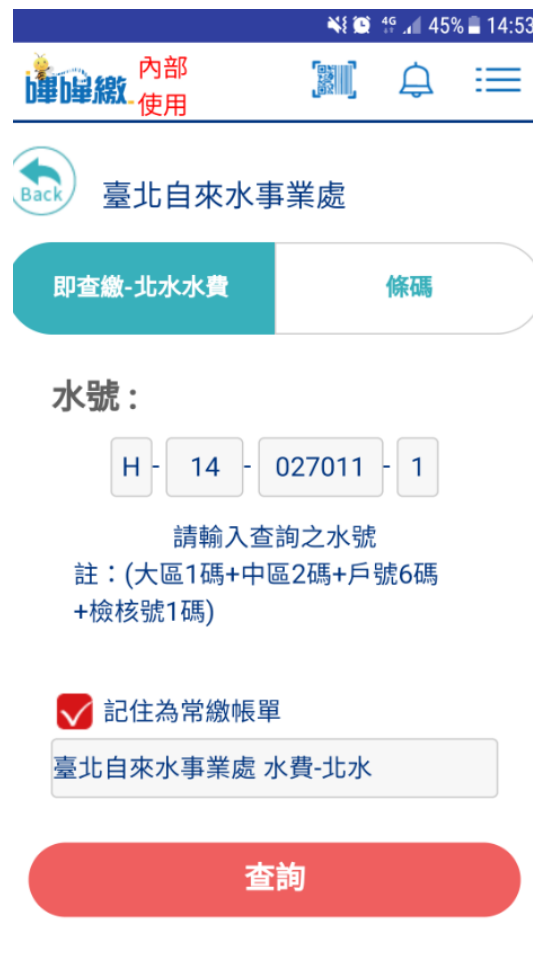 4G 45% 14:53
嗶嗶繳 內部
使用
Back 臺北自來水事業處
即查繳-北水水費 條碼
水號 :
H - 14 - 027011 - 1
請輸入查詢之水號
註：(大區1碼+中區2碼+戶號6碼
+檢核號1碼)
記住為常繳帳單
臺北自來水事業處 水費-北水
查詢